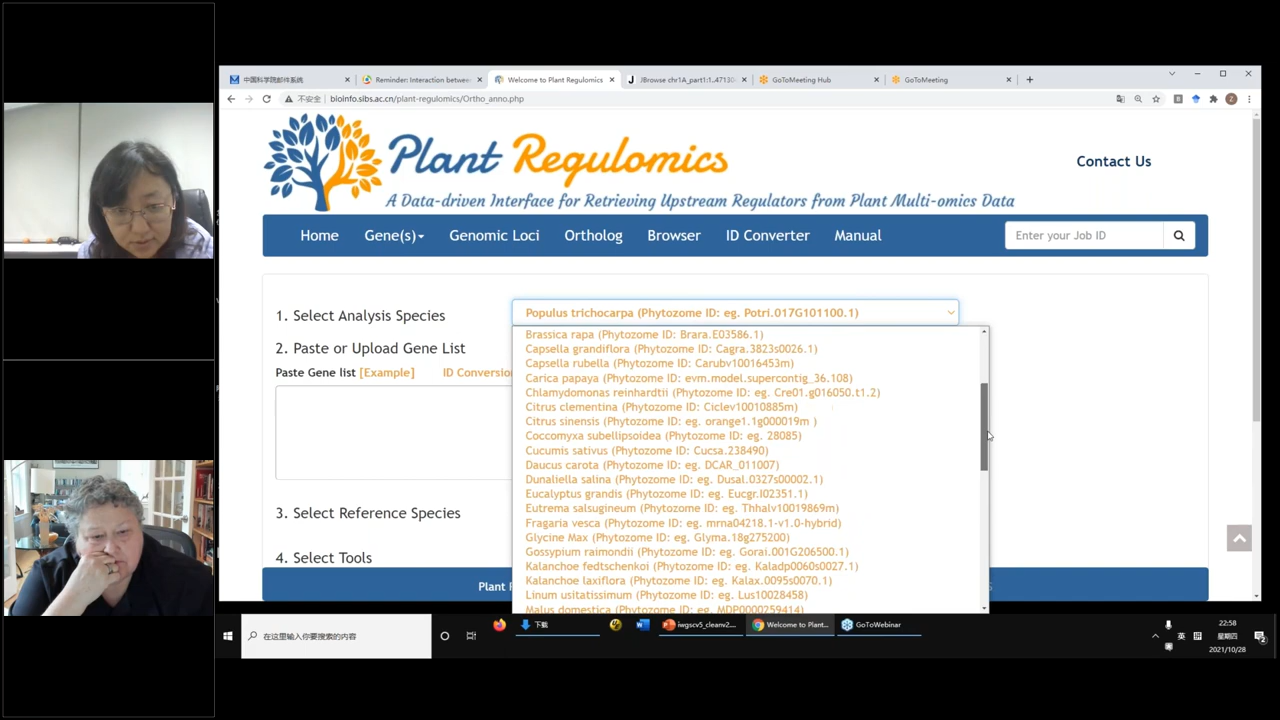 中国科学院邮件系统
Reminder: Interaction betwee
Welcome to Plant Regulomics
JBrowse chr1A_part1:1..47130
GoToMeeting Hub
GoToMeeting
不安全 | bioinfo.sibs.ac.cn/plant-regulomics/Ortho_anno.php
Plant Regulomics
A Data-driven Interface for Retrieving Upstream Regulators from Plant Multi-omics Data
Contact Us
Home Gene(s) Genomic Loci Ortholog Browser ID Converter Manual Enter your Job ID
1. Select Analysis Species
Populus trichocarpa (Phytozome ID: eg. Potri.017G101100.1)
2. Paste or Upload Gene List
Paste Gene list [Example] ID Conversion
Brassica rapa (Phytozome ID: Brara.E03586.1)
Capsella grandiflora (Phytozome ID: Cagra.3823s0026.1)
Capsella rubella (Phytozome ID: Carubv10016453m)
Carica papaya (Phytozome ID: evm.model.supercontig_36.108)
Chlamydomonas reinhardtii (Phytozome ID: eg. Cre01.g016050.t1.2)
Citrus clementina (Phytozome ID: Ciclev10010885m)
Citrus sinensis (Phytozome ID: eg. orange1.1g000019m )
Coccomyxa subellipsoidea (Phytozome ID: eg. 28085)
Cucumis sativus (Phytozome ID: Cucsa.238490)
Daucus carota (Phytozome ID: eg. DCAR_011007)
Dunaliella salina (Phytozome ID: eg. Dusal.0327s00002.1)
Eucalyptus grandis (Phytozome ID: eg. Eucgr.I02351.1)
Eutrema salsugineum (Phytozome ID: eg. Thhalv10019869m)
Fragaria vesca (Phytozome ID: eg. mrna04218.1-v1.0-hybrid)
Glycine Max (Phytozome ID: eg. Glyma.18g275200)
Gossypium raimondii (Phytozome ID: eg. Gorai.001G206500.1)
Kalanchoe fedtschenkoi (Phytozome ID: eg. Kaladp0060s0027.1)
Kalanchoe laxiflora (Phytozome ID: eg. Kalax.0095s0070.1)
Linum usitatissimum (Phytozome ID: eg. Lus10028458)
Malus domestica (Phytozome ID: eg. MDP0000259414)
3. Select Reference Species
4. Select Tools
Plant R
在这里输入你要搜索的内容
下载
iwgscv5_cleanv2...
Welcome to Plant...
GoToWebinar
英
22:58
星期四
2021/10/28